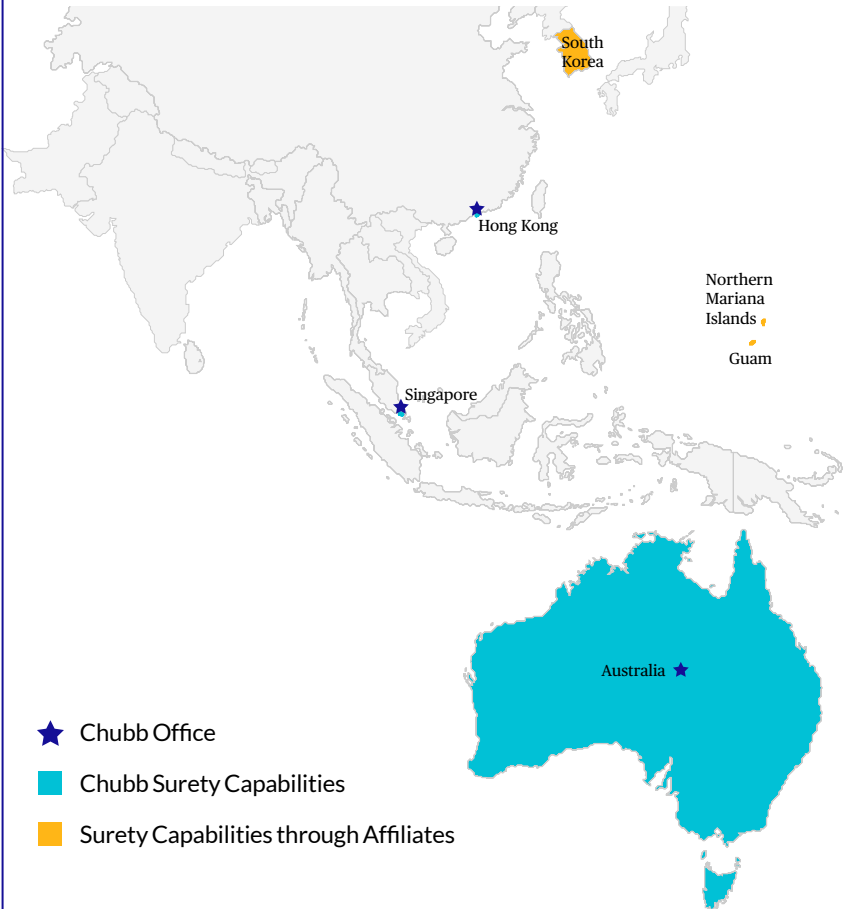 South
Korea
Hong Kong
Northern
Mariana
Islands
Guam
Singapore
Australia
Chubb Office
Chubb Surety Capabilities
Surety Capabilities through Affiliates